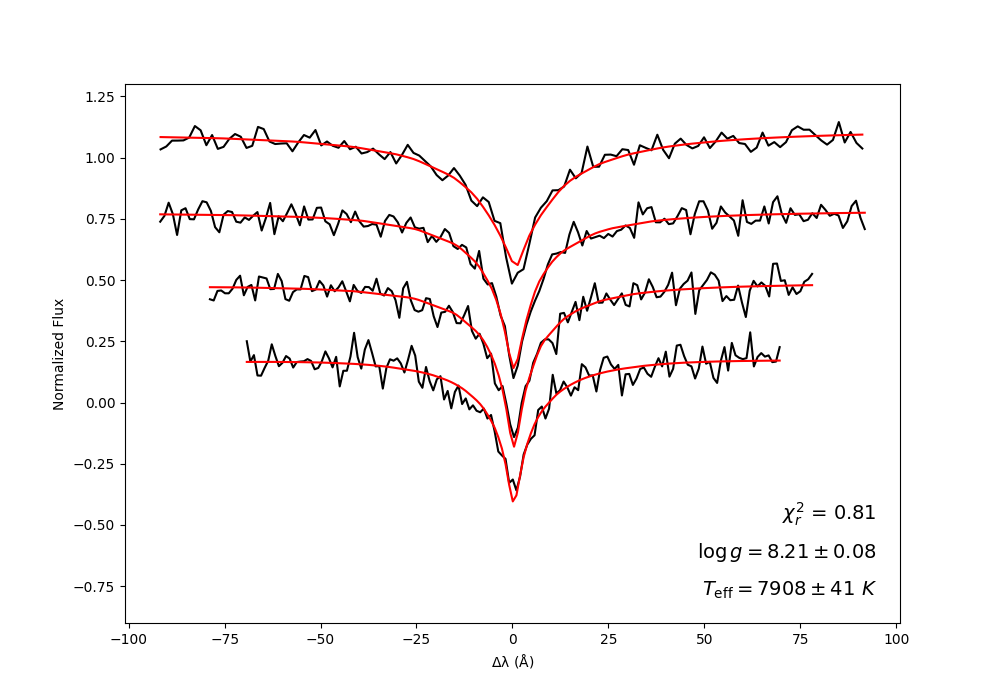 1.25
1.00
0.75
0.50
0.25
0.00
−0.25
−0.50
−0.75
Normalized Flux
χ²ᵣ = 0.81
log g = 8.21 ± 0.08
T_eff = 7908 ± 41 K
−100 −75 −50 −25 0 25 50 75 100
Δλ (Å)